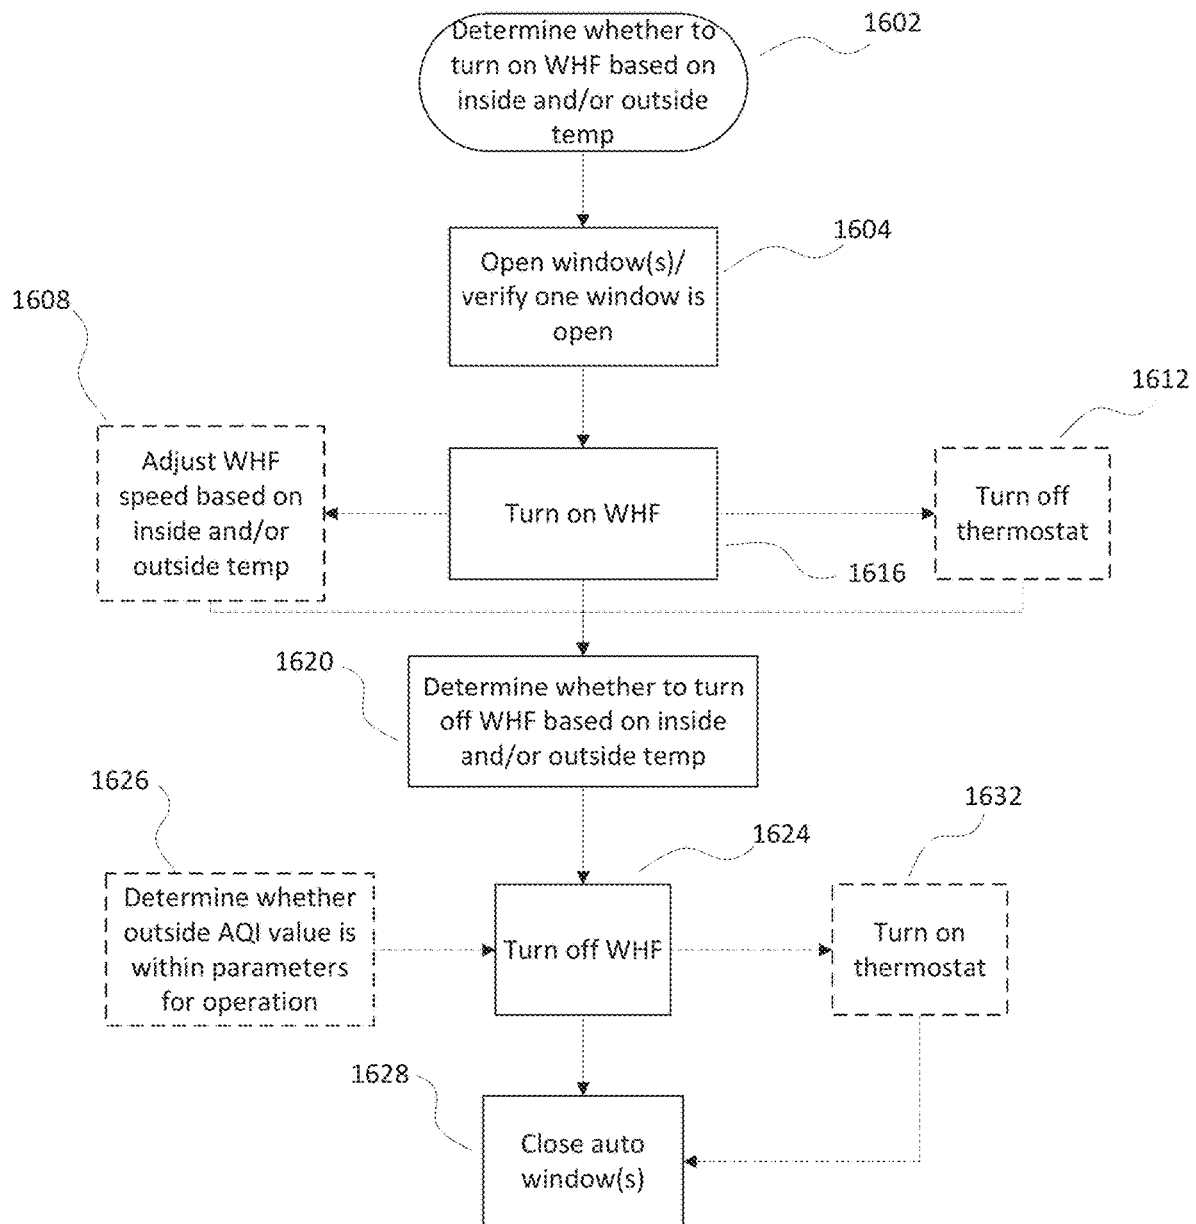 Determine whether to
turn on WHF based on
inside and/or outside
temp
1602
Open window(s)/
verify one window is
open
1604
1608
Adjust WHF
speed based on
inside and/or
outside temp
Turn on WHF
1616
1612
Turn off
thermostat
1620
Determine whether to turn
off WHF based on inside
and/or outside temp
1626
Determine whether
outside AQI value is
within parameters
for operation
1624
Turn off WHF
1632
Turn on
thermostat
1628
Close auto
window(s)